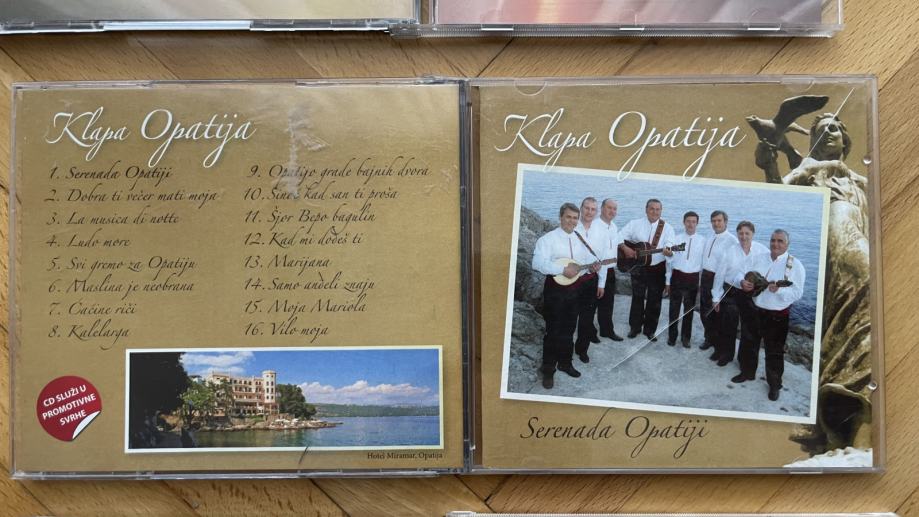 Klapa Opatija
1. Serenada Opatiji
2. Dobra ti večer mati moja
3. La musica di notte
4. Ludo more
5. Svi gremo za Opatiju
6. Maslina je neobrana
7. Ćaćine riči
8. Kalelarga
9. Opatijo grade bajnih dvora
10. Sinoć kad san ti proša
11. Šjor Bepo bagulin
12. Kad mi dođeš ti
13. Marijana
14. Samo anđeli znaju
15. Moja Mariola
16. Vilo moja
CD SLUŽI U
PROMOTIVNE
SVRHE
Hotel Miramar, Opatija
Klapa Opatija
Serenada Opatiji